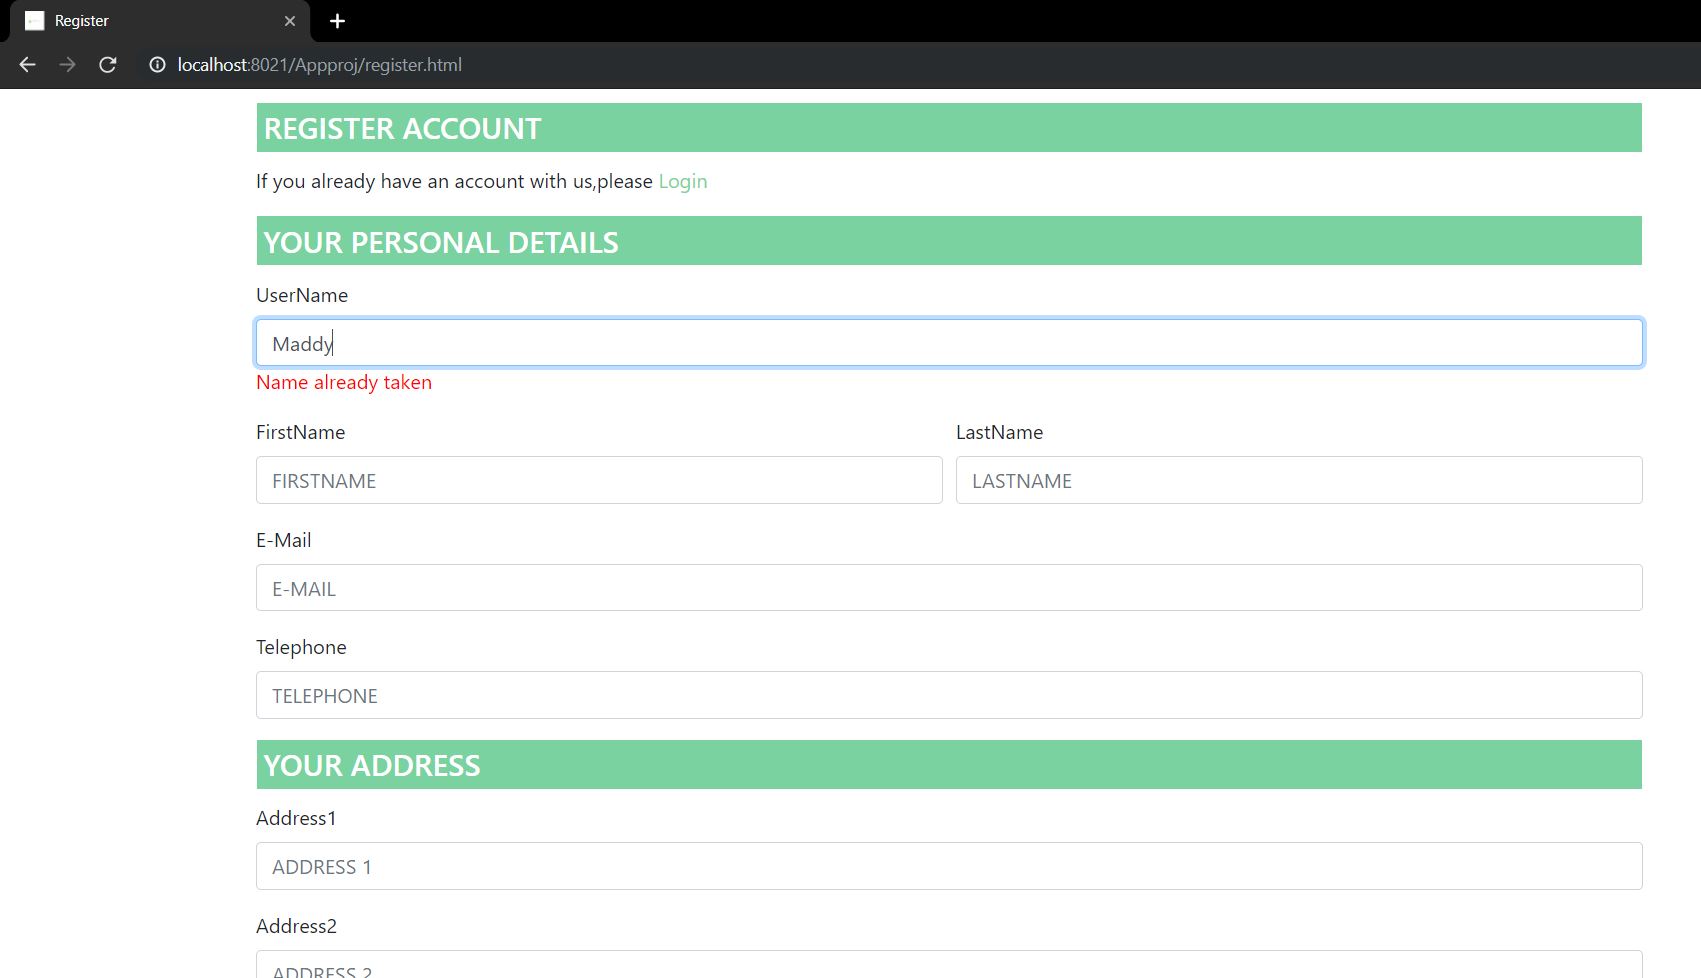 Register
localhost:8021/Appproj/register.html
REGISTER ACCOUNT
If you already have an account with us,please Login
YOUR PERSONAL DETAILS
UserName
Maddy
Name already taken
FirstName LastName
FIRSTNAME LASTNAME
E-Mail
E-MAIL
Telephone
TELEPHONE
YOUR ADDRESS
Address1
ADDRESS 1
Address2
ADDRESS 2